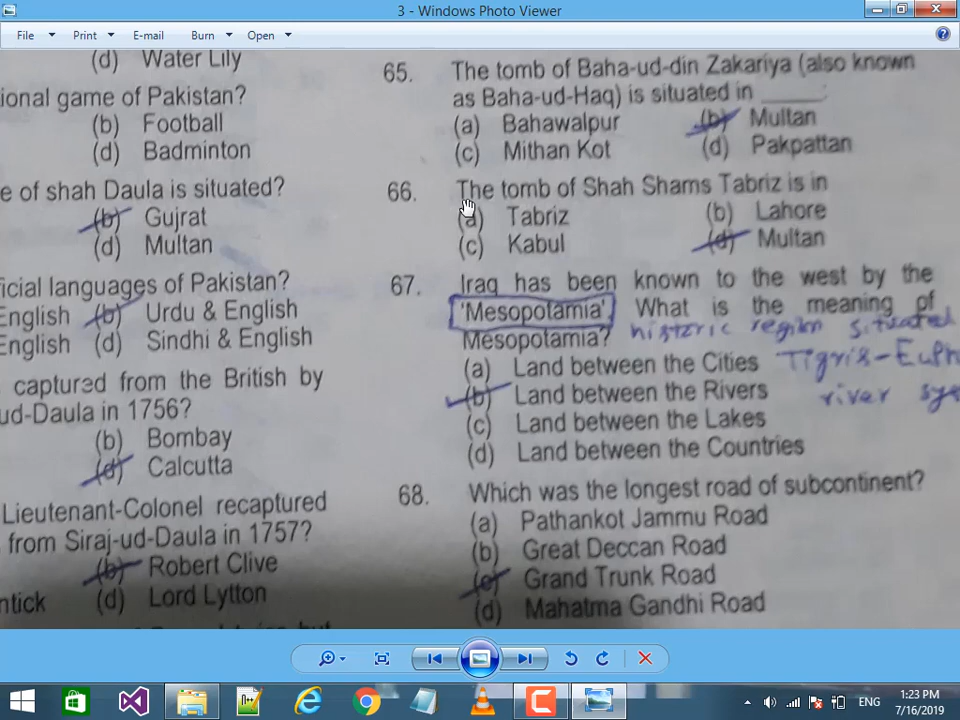 3 - Windows Photo Viewer
File Print E-mail Burn Open
(d) Water Lily
ional game of Pakistan?
(b) Football
(d) Badminton
e of shah Daula is situated?
(b) Gujrat
(d) Multan
ficial languages of Pakistan?
English (b) Urdu & English
English (d) Sindhi & English
captured from the British by
ud-Daula in 1756?
(b) Bombay
(d) Calcutta
Lieutenant-Colonel recaptured
from Siraj-ud-Daula in 1757?
(b) Robert Clive
ntick (d) Lord Lytton
65. The tomb of Baha-ud-din Zakariya (also known
as Baha-ud-Haq) is situated in ______.
(a) Bahawalpur (b) Multan
(c) Mithan Kot (d) Pakpattan
66. The tomb of Shah Shams Tabriz is in
(a) Tabriz (b) Lahore
(c) Kabul (d) Multan
67. Iraq has been known to the west by the
'Mesopotamia'. What is the meaning of
Mesopotamia? historic region situated
(a) Land between the Cities Tigris-Euph
(b) Land between the Rivers river sys
(c) Land between the Lakes
(d) Land between the Countries
68. Which was the longest road of subcontinent?
(a) Pathankot Jammu Road
(b) Great Deccan Road
(c) Grand Trunk Road
(d) Mahatma Gandhi Road
ENG
1:23 PM
7/16/2019